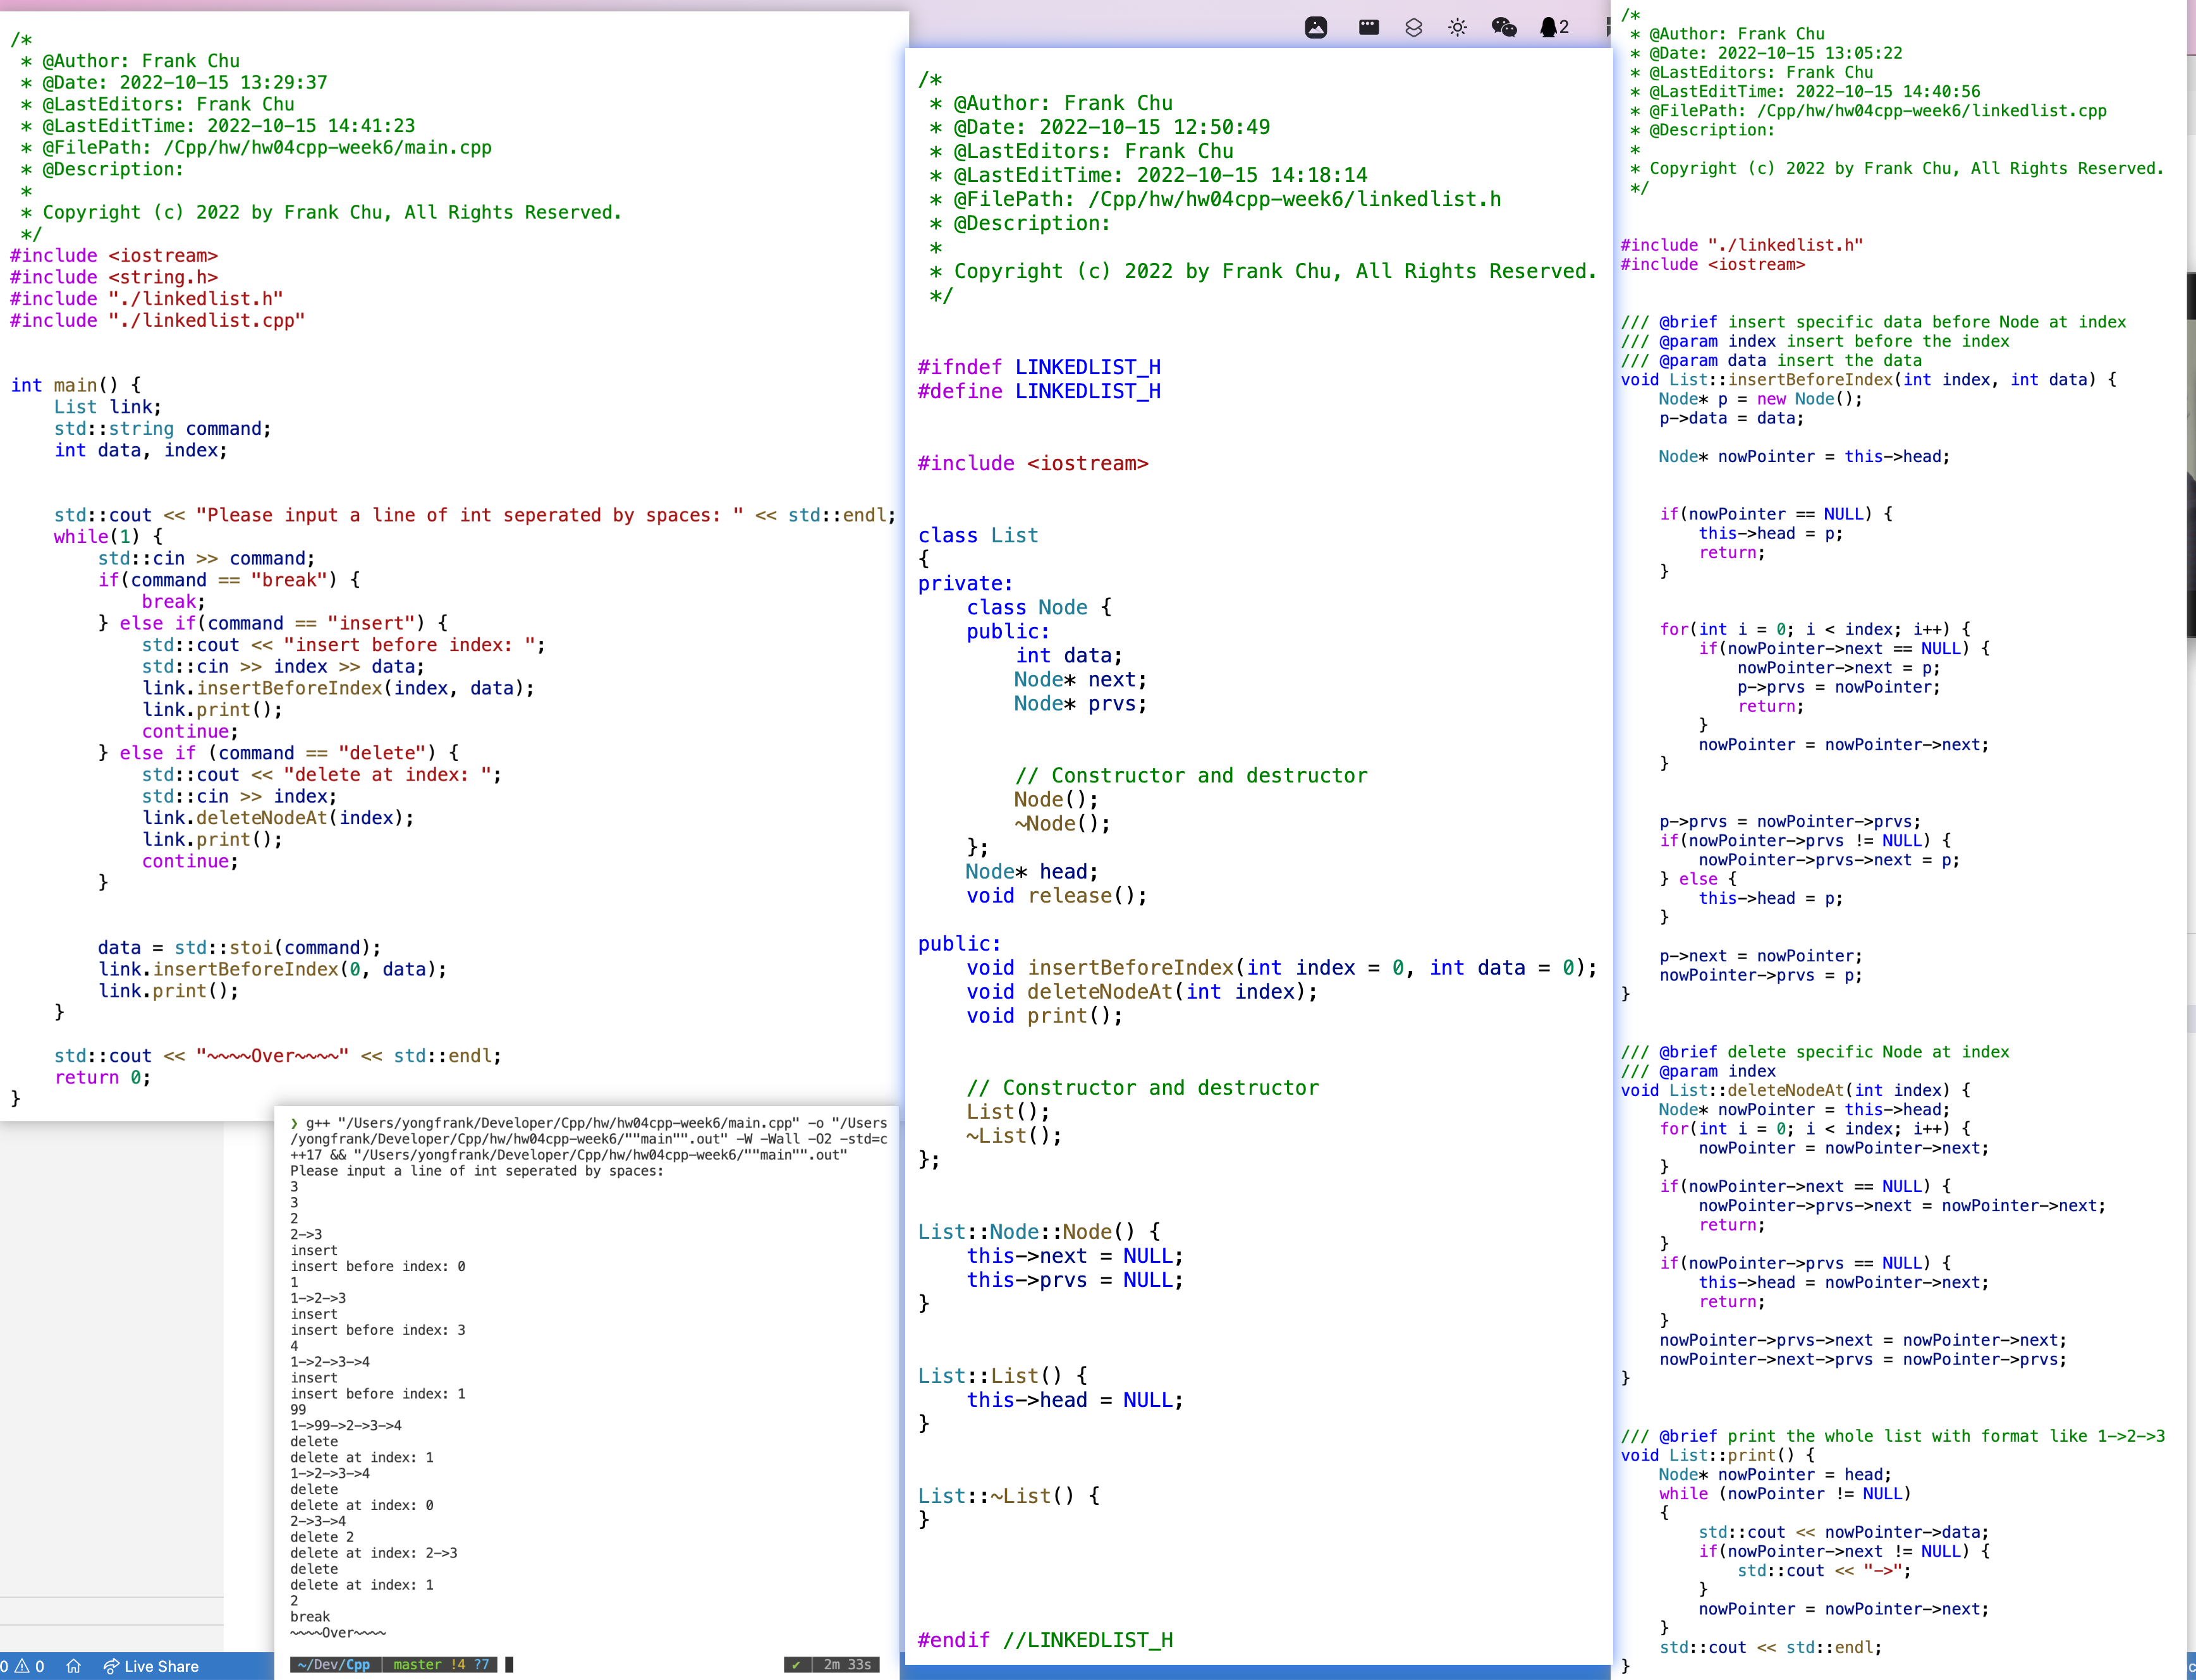 /*
 * @Author: Frank Chu
 * @Date: 2022-10-15 13:29:37
 * @LastEditors: Frank Chu
 * @LastEditTime: 2022-10-15 14:41:23
 * @FilePath: /Cpp/hw/hw04cpp-week6/main.cpp
 * @Description:
 *
 * Copyright (c) 2022 by Frank Chu, All Rights Reserved.
 */
#include <iostream>
#include <string.h>
#include "./linkedlist.h"
#include "./linkedlist.cpp"
int main() {
    List link;
    std::string command;
    int data, index;
    std::cout << "Please input a line of int seperated by spaces: " << std::endl;
    while(1) {
        std::cin >> command;
        if(command == "break") {
            break;
        } else if(command == "insert") {
            std::cout << "insert before index: ";
            std::cin >> index >> data;
            link.insertBeforeIndex(index, data);
            link.print();
            continue;
        } else if (command == "delete") {
            std::cout << "delete at index: ";
            std::cin >> index;
            link.deleteNodeAt(index);
            link.print();
            continue;
        }
        data = std::stoi(command);
        link.insertBeforeIndex(0, data);
        link.print();
    }
    std::cout << "~~~~Over~~~~" << std::endl;
    return 0;
}
❯ g++ "/Users/yongfrank/Developer/Cpp/hw/hw04cpp-week6/main.cpp" -o "/Users
/yongfrank/Developer/Cpp/hw/hw04cpp-week6/""main"".out" -W -Wall -O2 -std=c
++17 && "/Users/yongfrank/Developer/Cpp/hw/hw04cpp-week6/""main"".out"
Please input a line of int seperated by spaces:
3
3
2
2->3
insert
insert before index: 0
1
1->2->3
insert
insert before index: 3
4
1->2->3->4
insert
insert before index: 1
99
1->99->2->3->4
delete
delete at index: 1
1->2->3->4
delete
delete at index: 0
2->3->4
delete 2
delete at index: 2->3
delete
delete at index: 1
2
break
~~~~Over~~~~
~/Dev/Cpp master !4 ?7 ✔ 2m 33s
0 0 Live Share
2
/*
 * @Author: Frank Chu
 * @Date: 2022-10-15 12:50:49
 * @LastEditors: Frank Chu
 * @LastEditTime: 2022-10-15 14:18:14
 * @FilePath: /Cpp/hw/hw04cpp-week6/linkedlist.h
 * @Description:
 *
 * Copyright (c) 2022 by Frank Chu, All Rights Reserved.
 */
#ifndef LINKEDLIST_H
#define LINKEDLIST_H
#include <iostream>
class List
{
private:
    class Node {
    public:
        int data;
        Node* next;
        Node* prvs;
        // Constructor and destructor
        Node();
        ~Node();
    };
    Node* head;
    void release();
public:
    void insertBeforeIndex(int index = 0, int data = 0);
    void deleteNodeAt(int index);
    void print();
    // Constructor and destructor
    List();
    ~List();
};
List::Node::Node() {
    this->next = NULL;
    this->prvs = NULL;
}
List::List() {
    this->head = NULL;
}
List::~List() {
}
#endif //LINKEDLIST_H
/*
 * @Author: Frank Chu
 * @Date: 2022-10-15 13:05:22
 * @LastEditors: Frank Chu
 * @LastEditTime: 2022-10-15 14:40:56
 * @FilePath: /Cpp/hw/hw04cpp-week6/linkedlist.cpp
 * @Description:
 *
 * Copyright (c) 2022 by Frank Chu, All Rights Reserved.
 */
#include "./linkedlist.h"
#include <iostream>
/// @brief insert specific data before Node at index
/// @param index insert before the index
/// @param data insert the data
void List::insertBeforeIndex(int index, int data) {
    Node* p = new Node();
    p->data = data;
    Node* nowPointer = this->head;
    if(nowPointer == NULL) {
        this->head = p;
        return;
    }
    for(int i = 0; i < index; i++) {
        if(nowPointer->next == NULL) {
            nowPointer->next = p;
            p->prvs = nowPointer;
            return;
        }
        nowPointer = nowPointer->next;
    }
    p->prvs = nowPointer->prvs;
    if(nowPointer->prvs != NULL) {
        nowPointer->prvs->next = p;
    } else {
        this->head = p;
    }
    p->next = nowPointer;
    nowPointer->prvs = p;
}
/// @brief delete specific Node at index
/// @param index
void List::deleteNodeAt(int index) {
    Node* nowPointer = this->head;
    for(int i = 0; i < index; i++) {
        nowPointer = nowPointer->next;
    }
    if(nowPointer->next == NULL) {
        nowPointer->prvs->next = nowPointer->next;
        return;
    }
    if(nowPointer->prvs == NULL) {
        this->head = nowPointer->next;
        return;
    }
    nowPointer->prvs->next = nowPointer->next;
    nowPointer->next->prvs = nowPointer->prvs;
}
/// @brief print the whole list with format like 1->2->3
void List::print() {
    Node* nowPointer = head;
    while (nowPointer != NULL)
    {
        std::cout << nowPointer->data;
        if(nowPointer->next != NULL) {
            std::cout << "->";
        }
        nowPointer = nowPointer->next;
    }
    std::cout << std::endl;
}